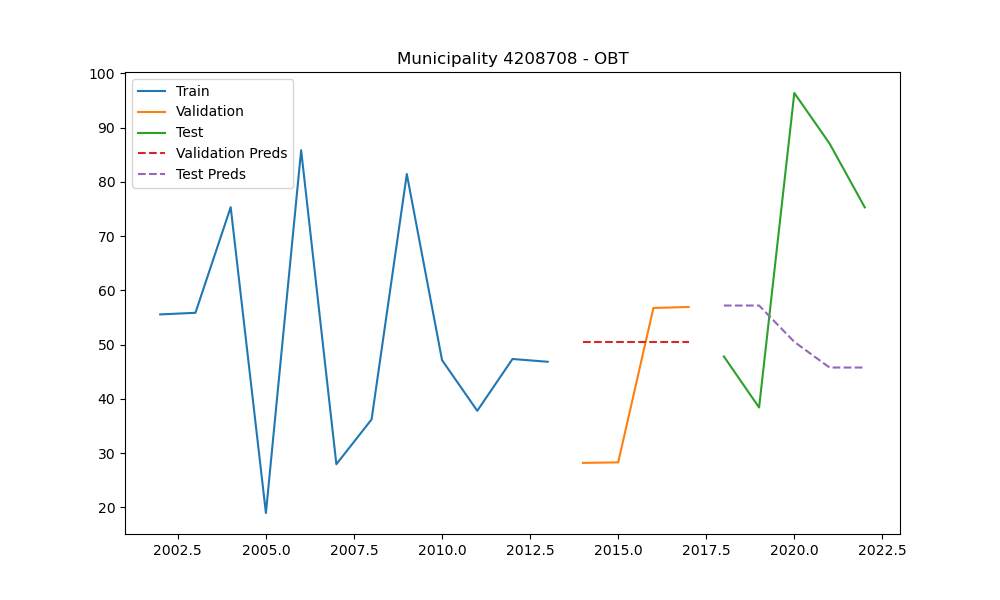 Municipality 4208708 - OBT
Train
Validation
Test
Validation Preds
Test Preds
100
90
80
70
60
50
40
30
20
2002.5 2005.0 2007.5 2010.0 2012.5 2015.0 2017.5 2020.0 2022.5